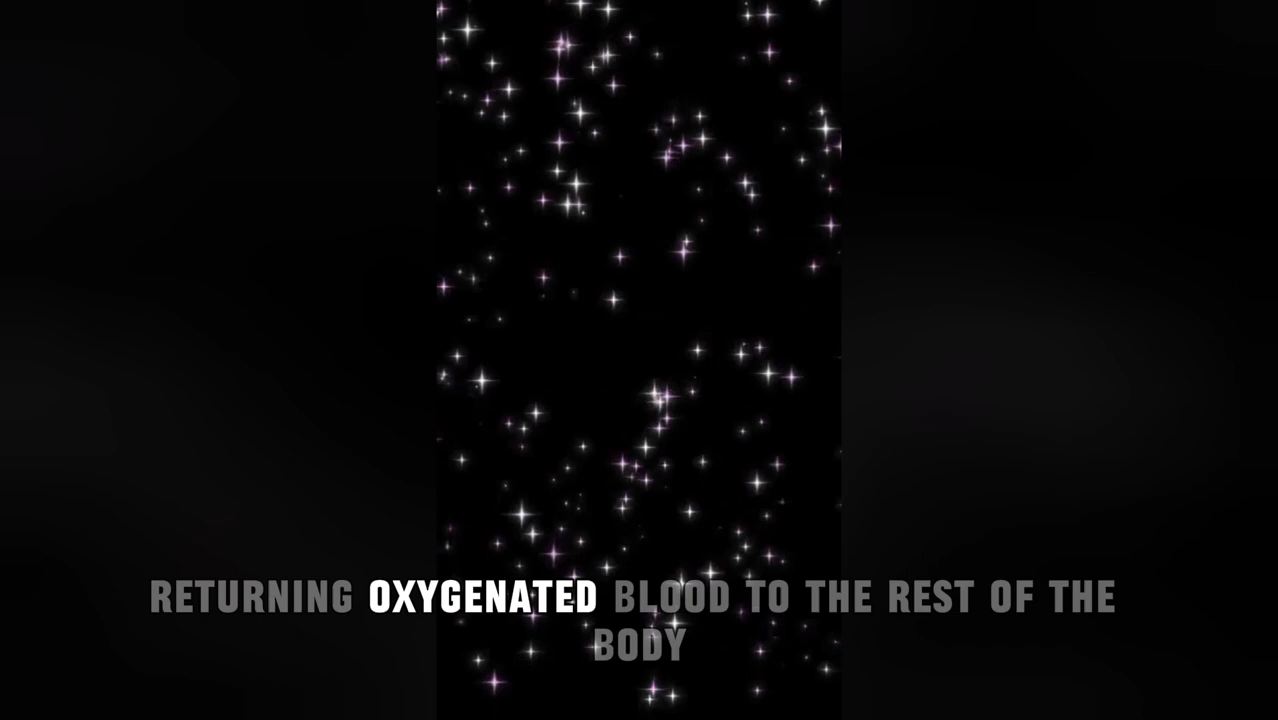 RETURNING OXYGENATED BLOOD TO THE REST OF THE
BODY